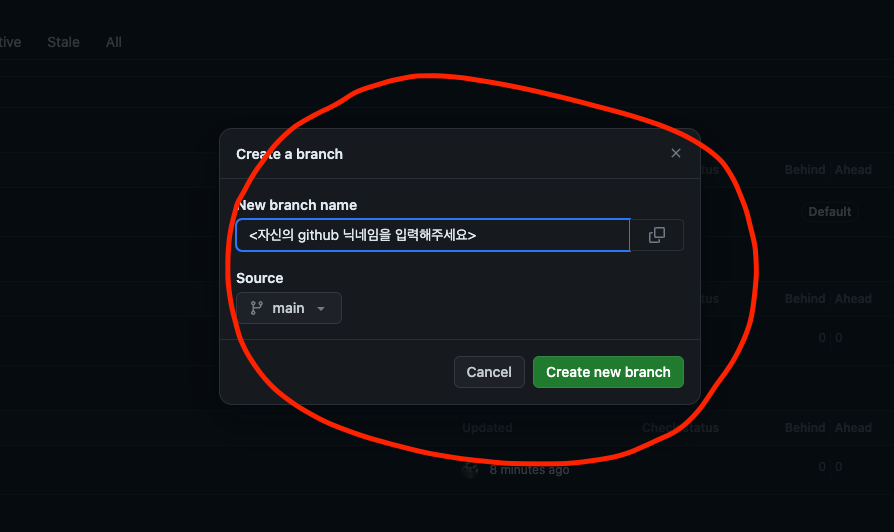 tive Stale All
Create a branch
tus Behind Ahead
New branch name
Default
<자신의 github 닉네임을 입력해주세요>
Source
tus Behind Ahead
main
0 0
Cancel Create new branch
Updated Check status Behind Ahead
8 minutes ago 0 0